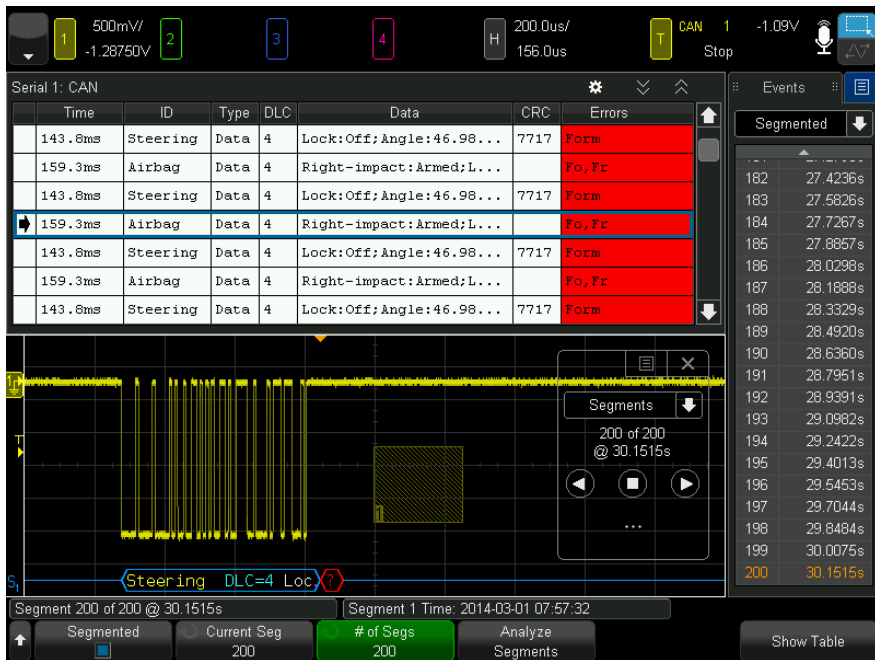 1 500mV/ 2 3 4 H 200.0us/ T CAN 1 -1.09V
-1.28750V 156.0us Stop
Serial 1: CAN
Time ID Type DLC Data CRC Errors
143.8ms Steering Data 4 Lock:Off;Angle:46.98... 7717 Form
159.3ms Airbag Data 4 Right-impact:Armed;L... Fo,Fr
143.8ms Steering Data 4 Lock:Off;Angle:46.98... 7717 Form
159.3ms Airbag Data 4 Right-impact:Armed;L... Fo,Fr
143.8ms Steering Data 4 Lock:Off;Angle:46.98... 7717 Form
159.3ms Airbag Data 4 Right-impact:Armed;L... Fo,Fr
143.8ms Steering Data 4 Lock:Off;Angle:46.98... 7717 Form
Events
Segmented
182 27.4236s
183 27.5826s
184 27.7267s
185 27.8857s
186 28.0298s
187 28.1888s
188 28.3329s
189 28.4920s
190 28.6360s
191 28.7951s
192 28.9391s
193 29.0982s
194 29.2422s
195 29.4013s
196 29.5453s
197 29.7044s
198 29.8484s
199 30.0075s
200 30.1515s
1
T
Segments
200 of 200
@ 30.1515s
...
1
S1 Steering DLC=4 Loc. ?
Segment 200 of 200 @ 30.1515s
Segment 1 Time: 2014-03-01 07:57:32
Segmented
Current Seg
200
# of Segs
200
Analyze
Segments
Show Table